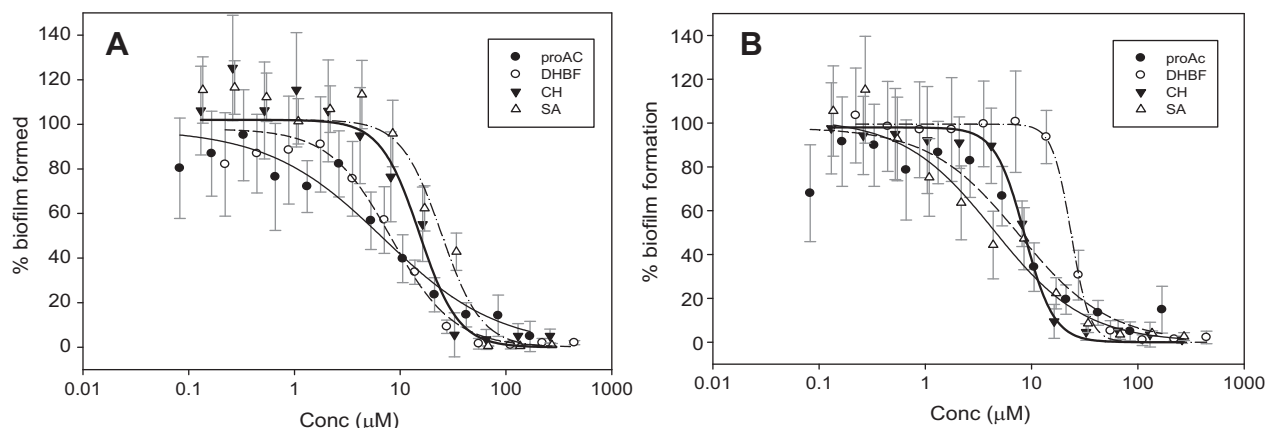 A
proAC
DHBF
CH
SA
140
120
100
80
60
40
20
0
% biofilm formed
0.01 0.1 1 10 100 1000
Conc (μM)
B
proAc
DHBF
CH
SA
140
120
100
80
60
40
20
0
% biofilm formation
0.01 0.1 1 10 100 1000
Conc (μM)